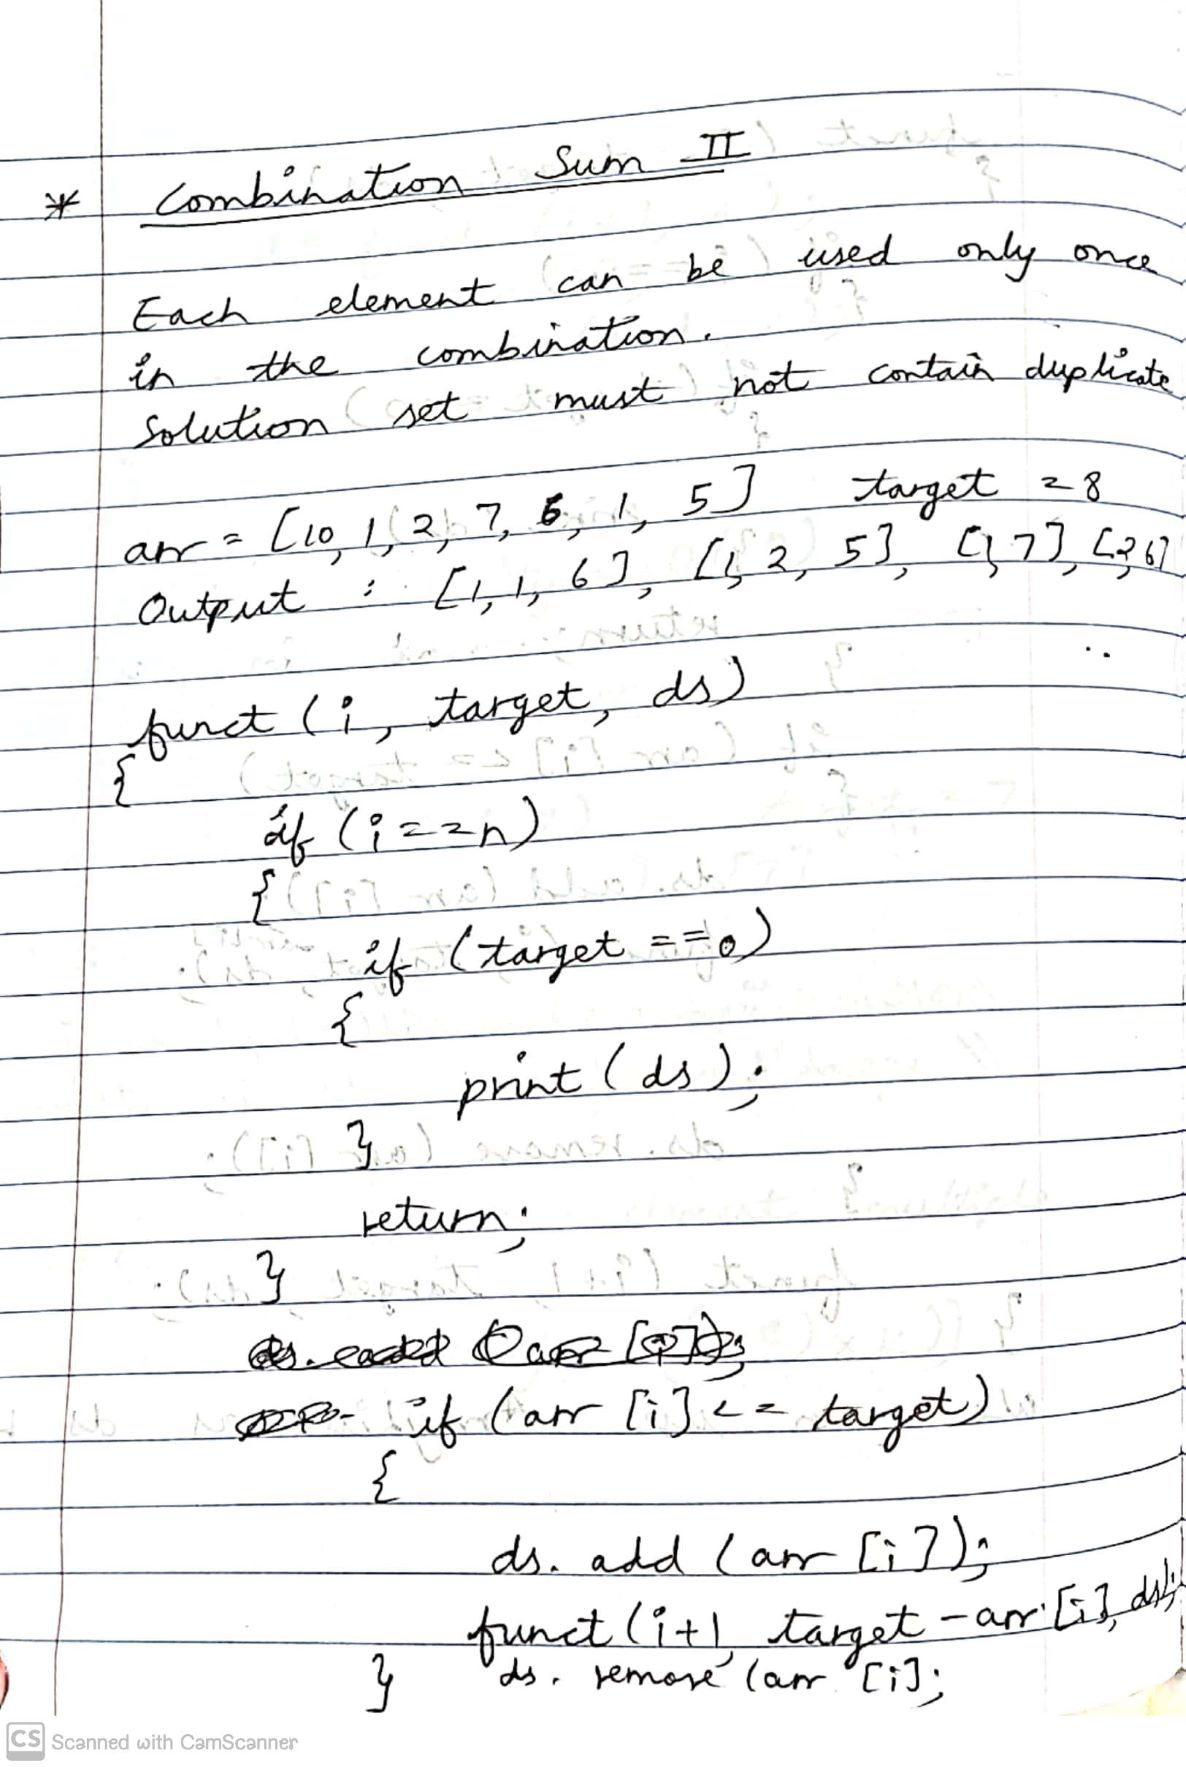 * Combination Sum II
Each element can be used only once
in the combination.
Solution set must not contain duplicate
arr = [10, 1, 2, 7, 6, 1, 5] target = 8
Output : [1, 1, 6], [1, 2, 5], [1, 7], [2, 6]
funct (i, target, ds)
{
if (i==n)
{
if (target ==0)
{
print (ds);
}
return;
}
if (arr [i] <= target)
{
ds. add (arr [i]);
funct (i+1, target - arr [i], ds);
ds. remove (arr [i];
}
CS Scanned with CamScanner